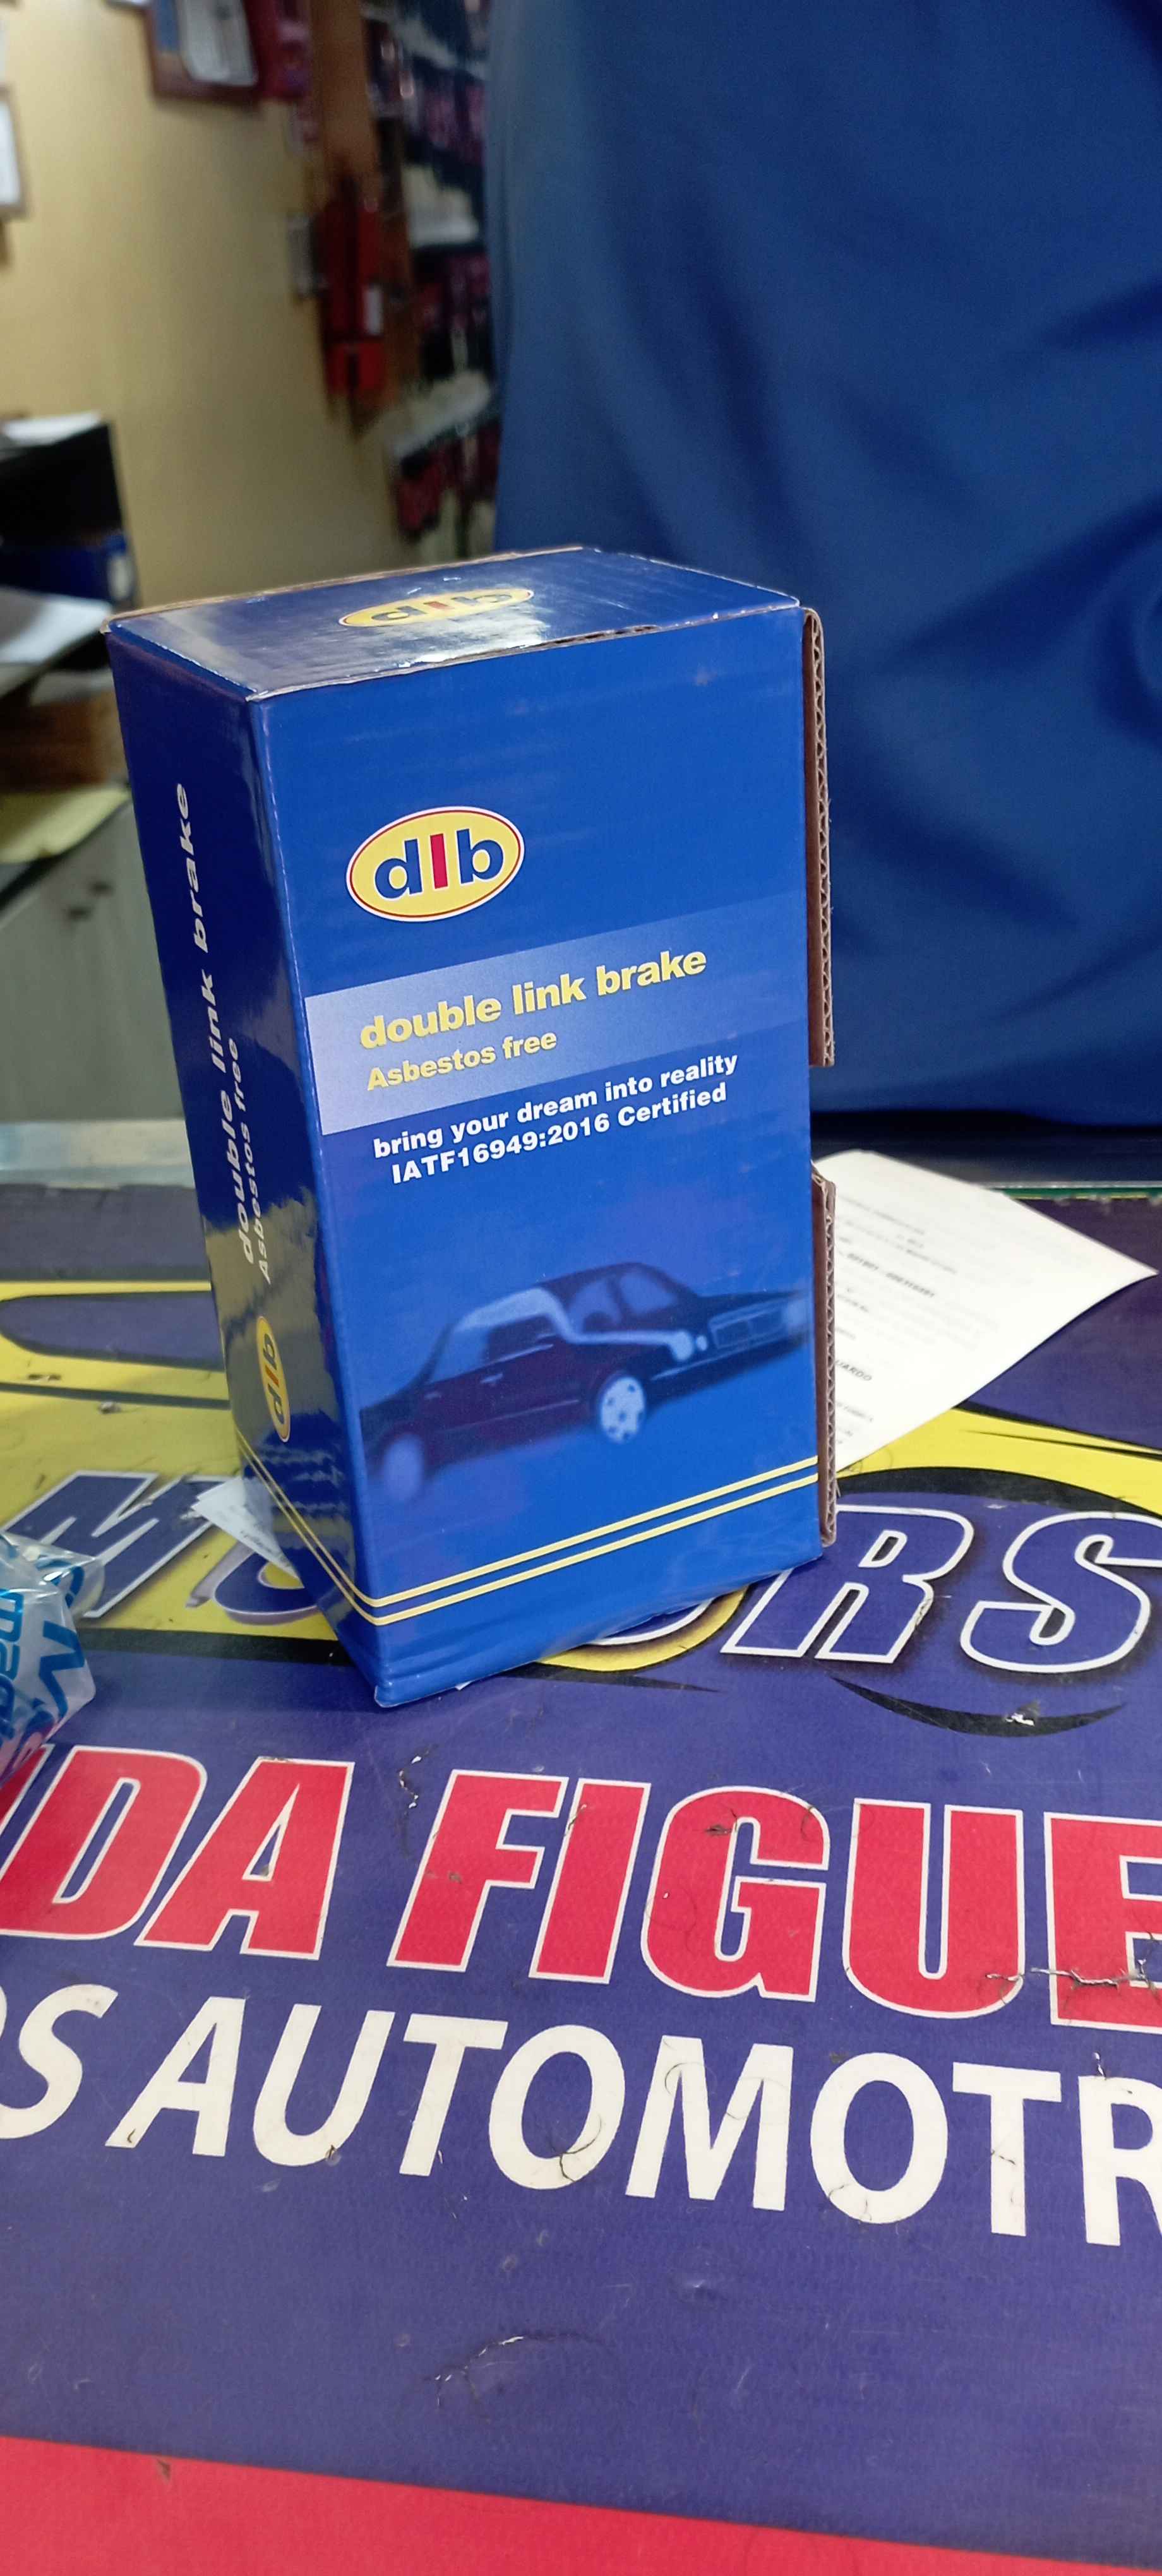 dlb
dlb
double link brake
Asbestos free
bring your dream into reality
IATF16949:2016 Certified
double link brake
Asbestos free
dlb
RS
DA FIGUE
S AUTOMOTR